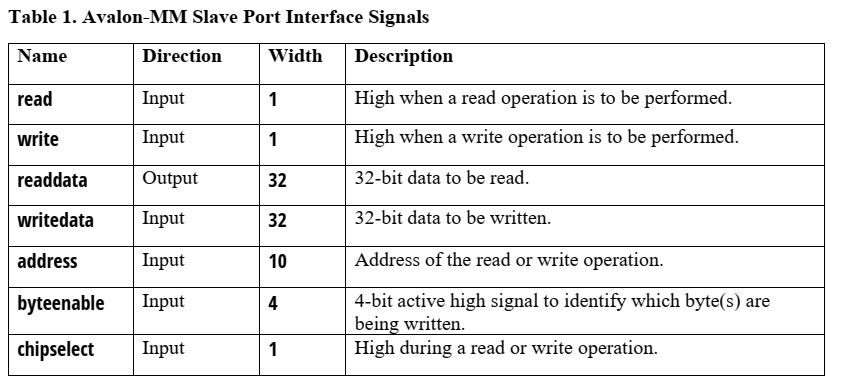 Table 1. Avalon-MM Slave Port Interface Signals
Name Direction Width Description
read Input 1 High when a read operation is to be performed.
write Input 1 High when a write operation is to be performed.
readdata Output 32 32-bit data to be read.
writedata Input 32 32-bit data to be written.
address Input 10 Address of the read or write operation.
byteenable Input 4 4-bit active high signal to identify which byte(s) are
being written.
chipselect Input 1 High during a read or write operation.